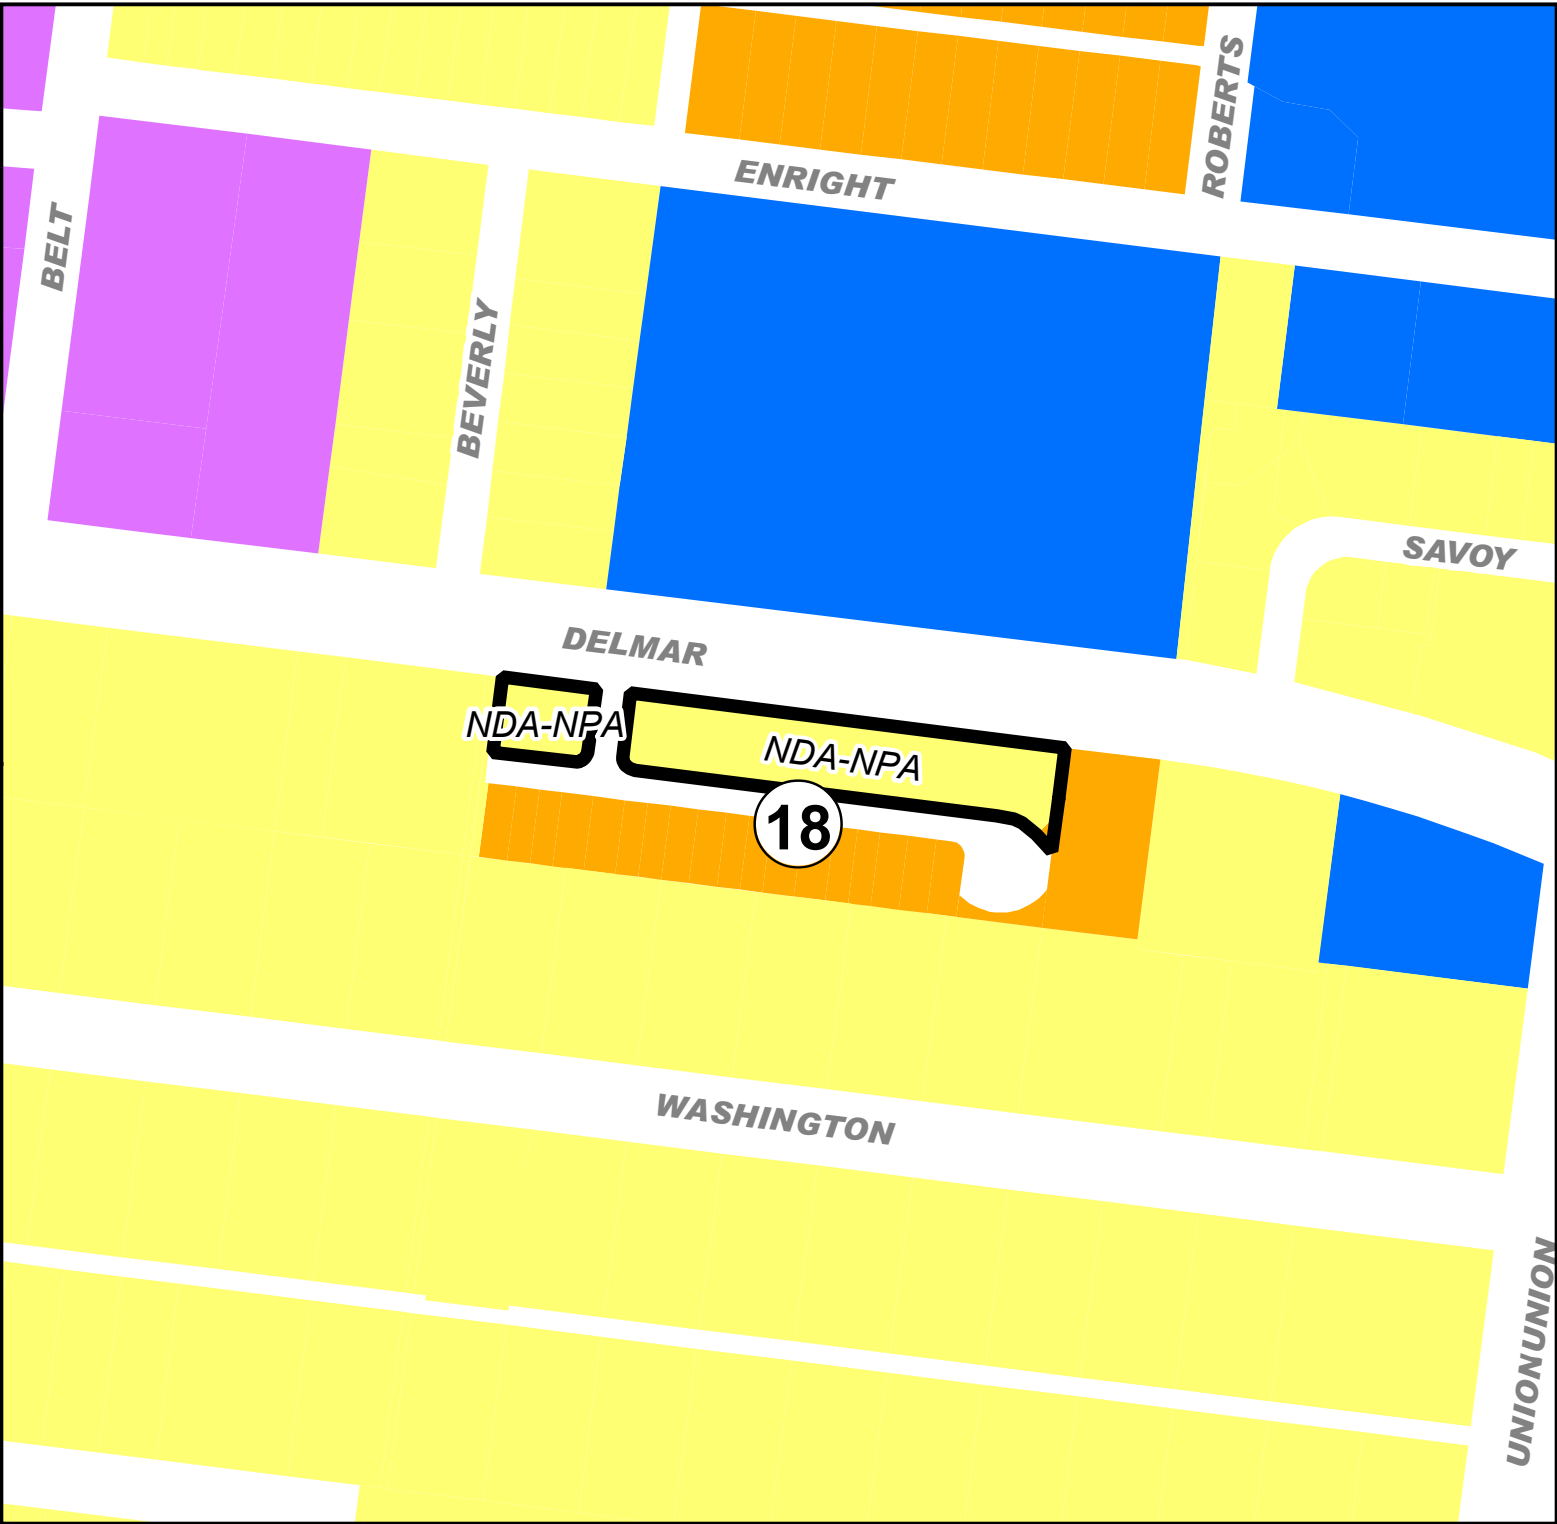 ROBERTS
ENRIGHT
BELT
BEVERLY
SAVOY
DELMAR
NDA-NPA
NDA-NPA
18
WASHINGTON
UNIONUNION